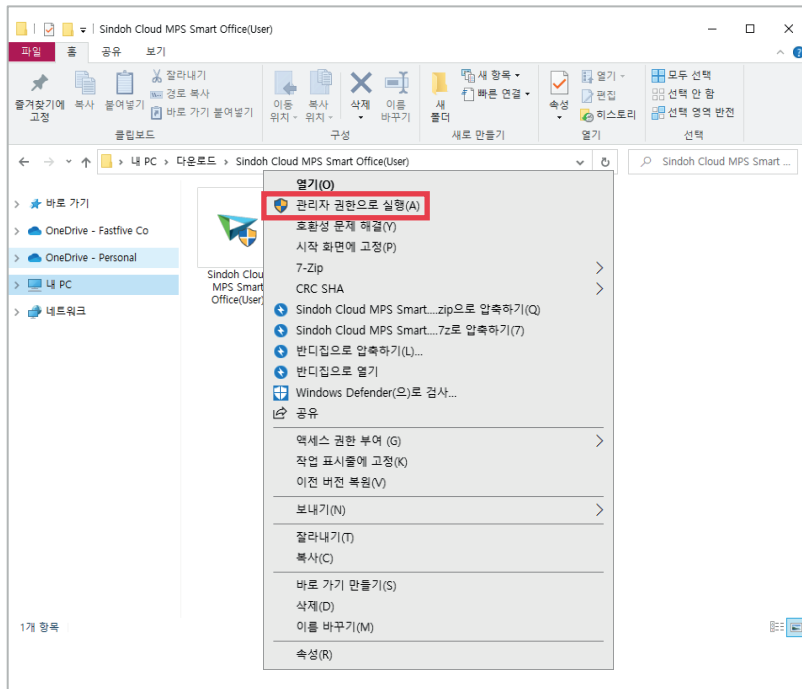 Sindoh Cloud MPS Smart Office(User)
파일 홈 공유 보기
즐겨찾기에
고정
복사
붙여넣기
잘라내기
경로 복사
바로 가기 붙여넣기
클립보드
이동
위치
복사
위치
삭제
이름
바꾸기
구성
새
폴더
새 항목
빠른 연결
새로 만들기
속성
열기
편집
히스토리
열기
모두 선택
선택 안 함
선택 영역 반전
선택
내 PC > 다운로드 > Sindoh Cloud MPS Smart Office(User)
Sindoh Cloud MPS Smart ...
바로 가기
OneDrive - Fastfive Co
OneDrive - Personal
내 PC
네트워크
Sindoh Clou
MPS Smart
Office(User)
열기(O)
관리자 권한으로 실행(A)
호환성 문제 해결(Y)
시작 화면에 고정(P)
7-Zip
CRC SHA
Sindoh Cloud MPS Smart....zip으로 압축하기(Q)
Sindoh Cloud MPS Smart....7z로 압축하기(7)
반디집으로 압축하기(L)...
반디집으로 열기
Windows Defender(으)로 검사...
공유
액세스 권한 부여 (G)
작업 표시줄에 고정(K)
이전 버전 복원(V)
보내기(N)
잘라내기(T)
복사(C)
바로 가기 만들기(S)
삭제(D)
이름 바꾸기(M)
속성(R)
1개 항목